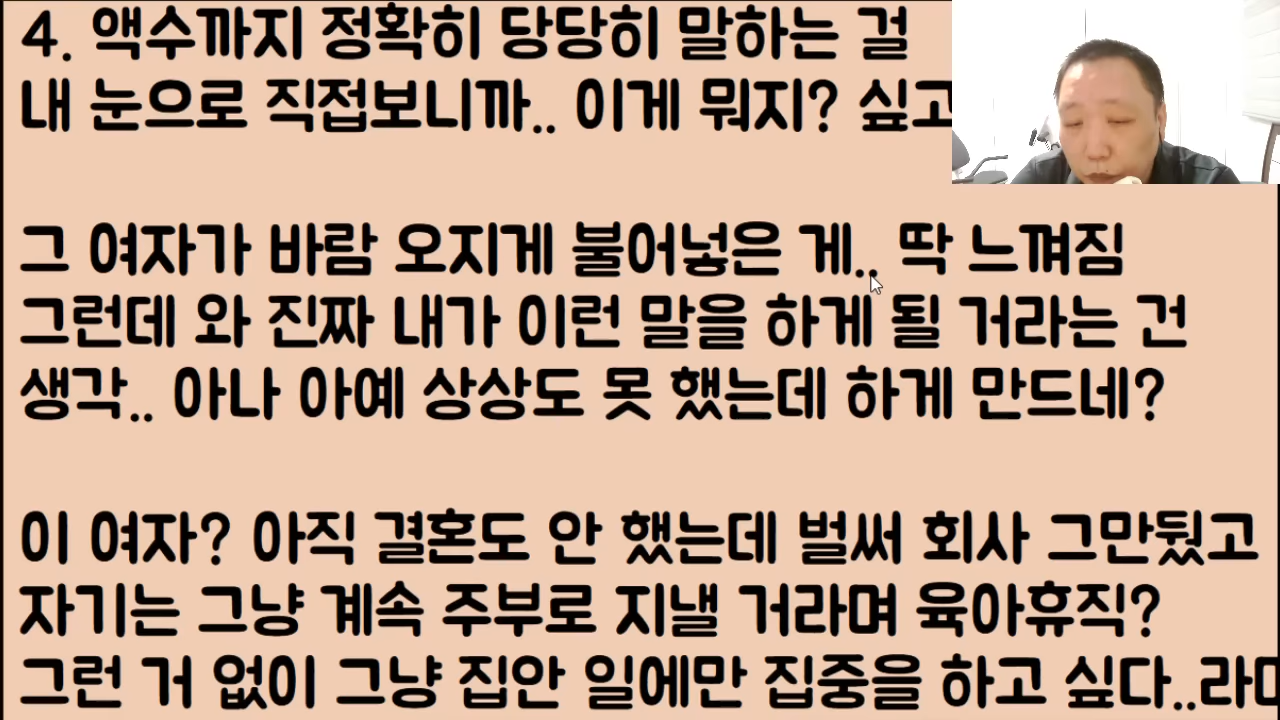 4. 액수까지 정확히 당당히 말하는 걸
내 눈으로 직접보니까.. 이게 뭐지? 싶고
그 여자가 바람 오지게 불어넣은 게.. 딱 느껴짐
그런데 와 진짜 내가 이런 말을 하게 될 거라는 건
생각.. 아나 아예 상상도 못 했는데 하게 만드네?
이 여자? 아직 결혼도 안 했는데 벌써 회사 그만뒀고
자기는 그냥 계속 주부로 지낼 거라며 육아휴직?
그런 거 없이 그냥 집안 일에만 집중을 하고 싶다..라며